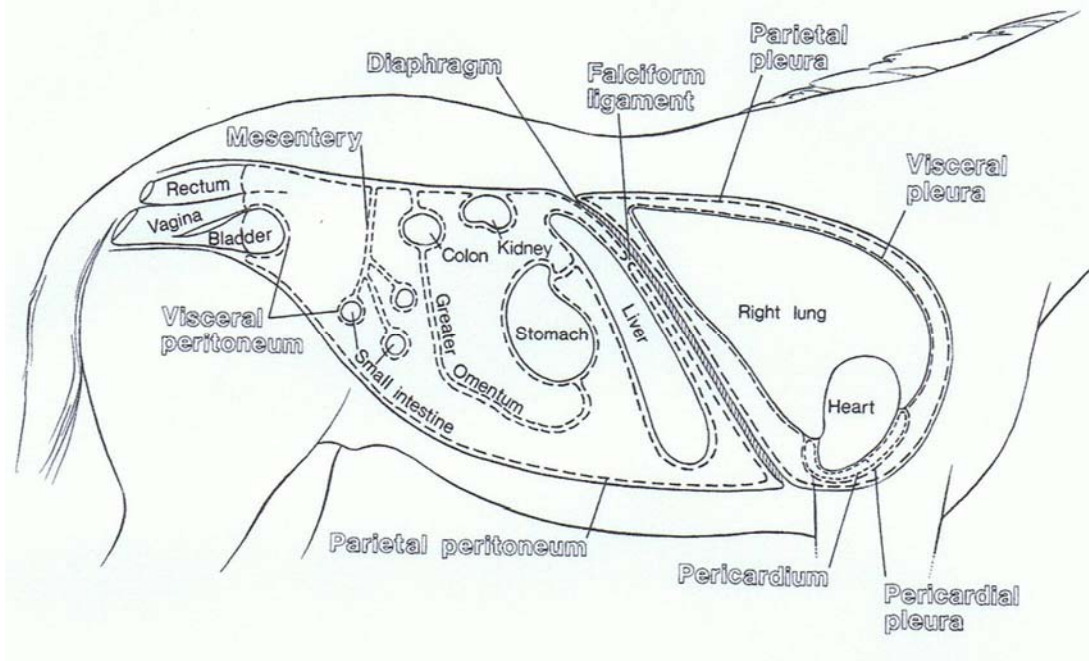 Parietal
pleura
Diaphragm
Falciform
ligament
Mesentery
Visceral
pleura
Rectum
Vagina
Bladder
Colon
Kidney
Greater
Omentum
Stomach
Liver
Right lung
Heart
Visceral
peritoneum
Small intestine
Parietal peritoneum
Pericardium
Pericardial
pleura